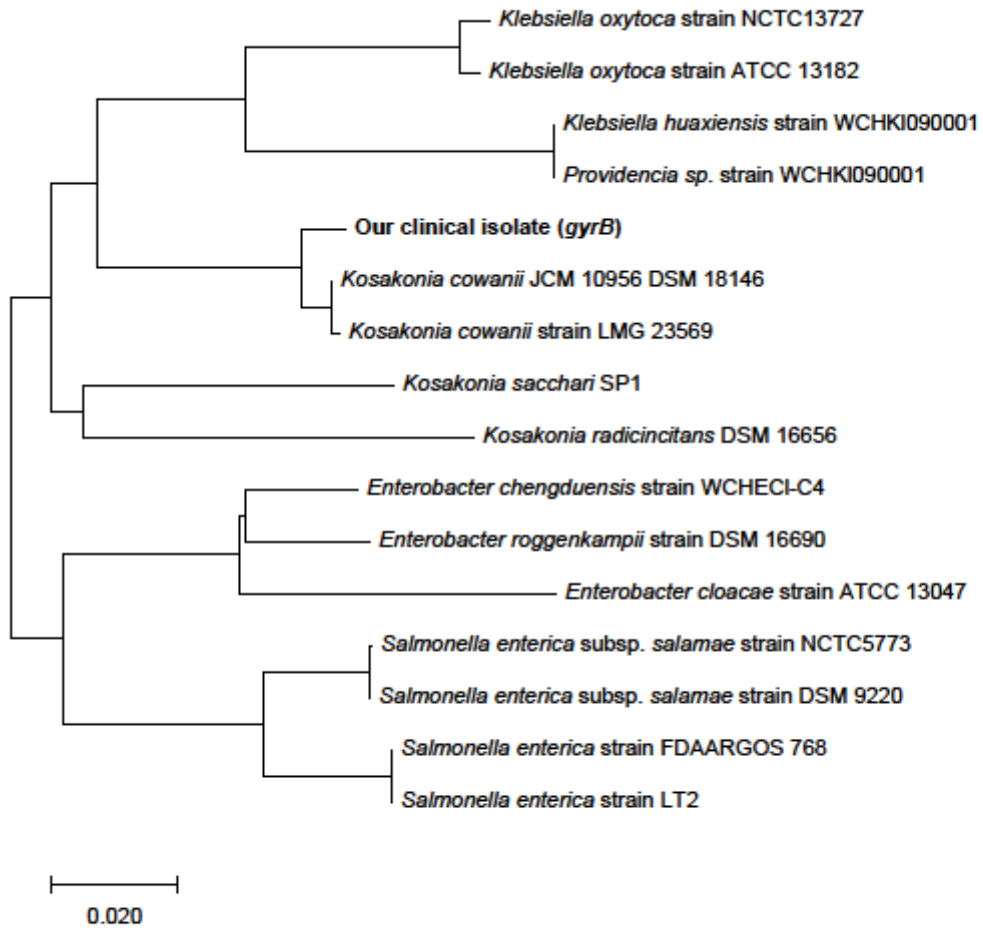 Klebsiella oxytoca strain NCTC13727
Klebsiella oxytoca strain ATCC 13182
Klebsiella huaxiensis strain WCHKl090001
Providencia sp. strain WCHKl090001
Our clinical isolate (gyrB)
Kosakonia cowanii JCM 10956 DSM 18146
Kosakonia cowanii strain LMG 23569
Kosakonia sacchari SP1
Kosakonia radicincitans DSM 16656
Enterobacter chengduensis strain WCHECl-C4
Enterobacter roggenkampii strain DSM 16690
Enterobacter cloacae strain ATCC 13047
Salmonella enterica subsp. salamae strain NCTC5773
Salmonella enterica subsp. salamae strain DSM 9220
Salmonella enterica strain FDAARGOS 768
Salmonella enterica strain LT2
0.020